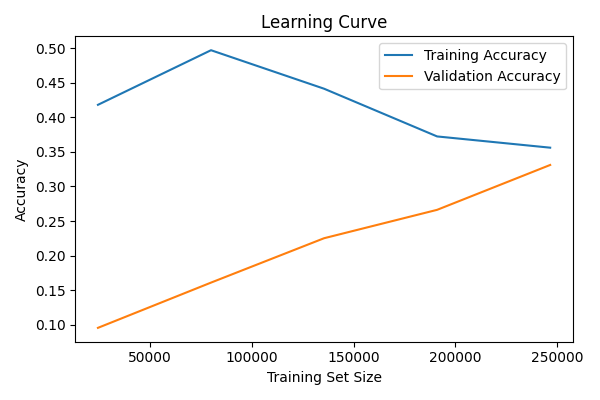 Learning Curve
Training Accuracy
Validation Accuracy
0.50
0.45
0.40
0.35
0.30
0.25
0.20
0.15
0.10
Accuracy
50000 100000 150000 200000 250000
Training Set Size